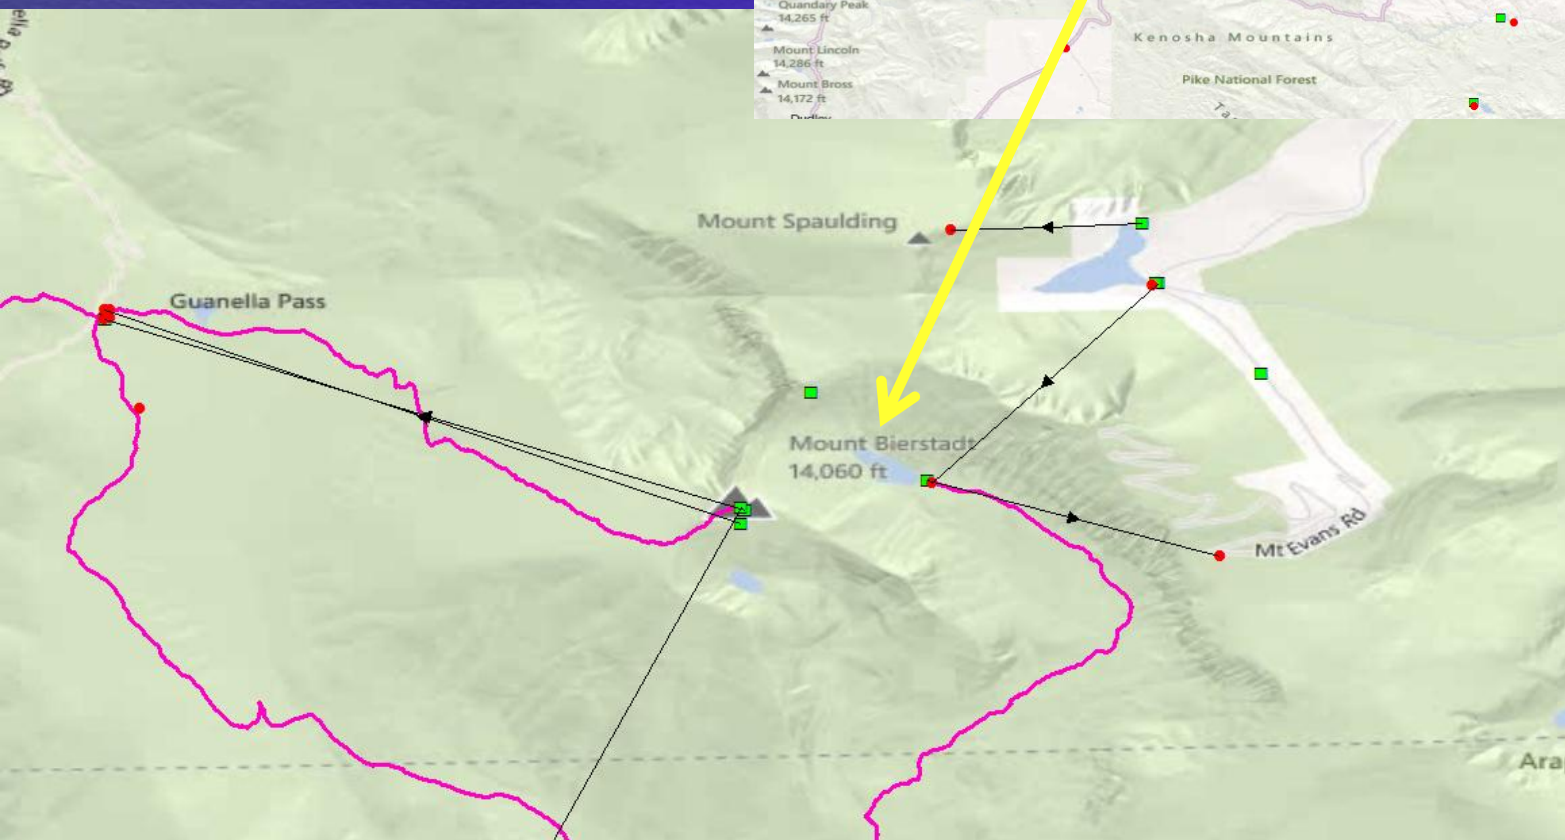 Quandary Peak
14,265 ft
Kenosha Mountains
Mount Lincoln
14,286 ft
Pike National Forest
Mount Bross
14,172 ft
Mount Spaulding
Guanella Pass
Mount Bierstadt
14,060 ft
Mt Evans Rd